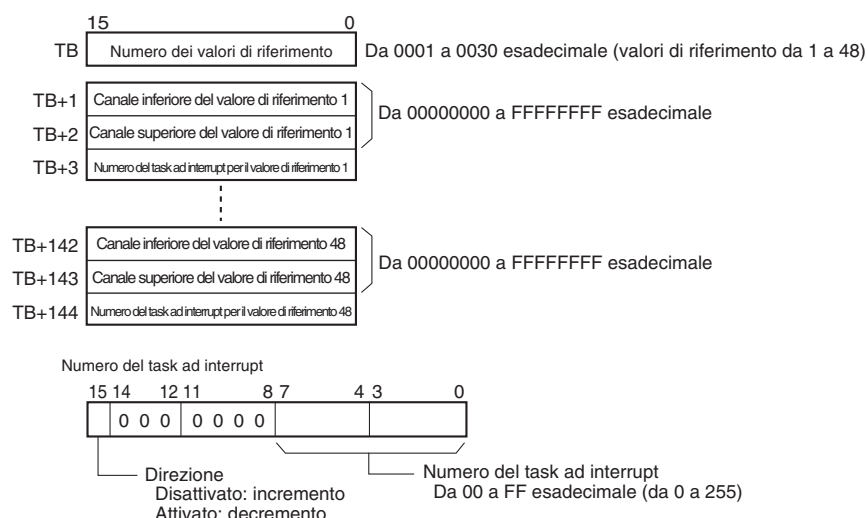 15 0
TB Numero dei valori di riferimento Da 0001 a 0030 esadecimale (valori di riferimento da 1 a 48)
TB+1 Canale inferiore del valore di riferimento 1
Da 00000000 a FFFFFFFF esadecimale
TB+2 Canale superiore del valore di riferimento 1
TB+3 Numero del task ad interrupt per il valore di riferimento 1
TB+142 Canale inferiore del valore di riferimento 48
Da 00000000 a FFFFFFFF esadecimale
TB+143 Canale superiore del valore di riferimento 48
TB+144 Numero del task ad interrupt per il valore di riferimento 48
Numero del task ad interrupt
15 14 12 11 8 7 4 3 0
0 0 0 0 0 0 0
Direzione
Disattivato: incremento
Attivato: decremento
Numero del task ad interrupt
Da 00 a FF esadecimale (da 0 a 255)